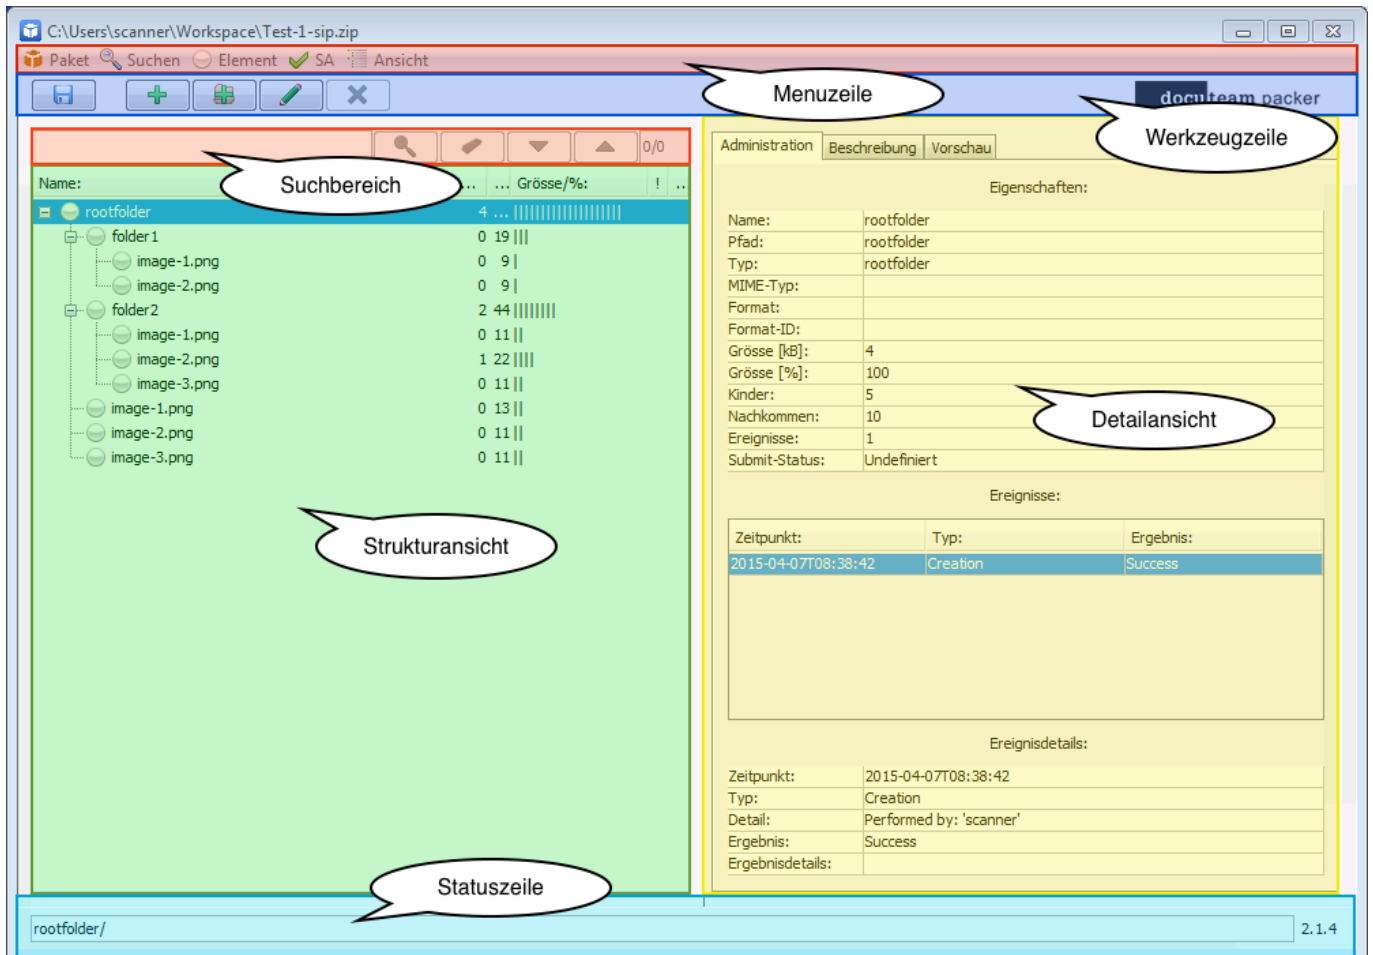 C:\Users\scanner\Workspace\Test-1-sip.zip
Paket Suchen Element SA Ansicht
Menuzeile
docuteam packer
Werkzeugzeile
0/0
Suchbereich
Administration Beschreibung Vorschau
Name: ... ... Grösse/%: ! ...
rootfolder 4 ...
folder1 0 19
image-1.png 0 9
image-2.png 0 9
folder2 2 44
image-1.png 0 11
image-2.png 1 22
image-3.png 0 11
image-1.png 0 13
image-2.png 0 11
image-3.png 0 11
Strukturansicht
Eigenschaften:
Name: rootfolder
Pfad: rootfolder
Typ: rootfolder
MIME-Typ:
Format:
Format-ID:
Grösse [kB]: 4
Grösse [%]: 100
Kinder: 5
Nachkommen: 10
Ereignisse: 1
Submit-Status: Undefiniert
Detailansicht
Ereignisse:
Zeitpunkt: Typ: Ergebnis:
2015-04-07T08:38:42 Creation Success
Ereignisdetails:
Zeitpunkt: 2015-04-07T08:38:42
Typ: Creation
Detail: Performed by: 'scanner'
Ergebnis: Success
Ergebnisdetails:
Statuszeile
rootfolder/ 2.1.4